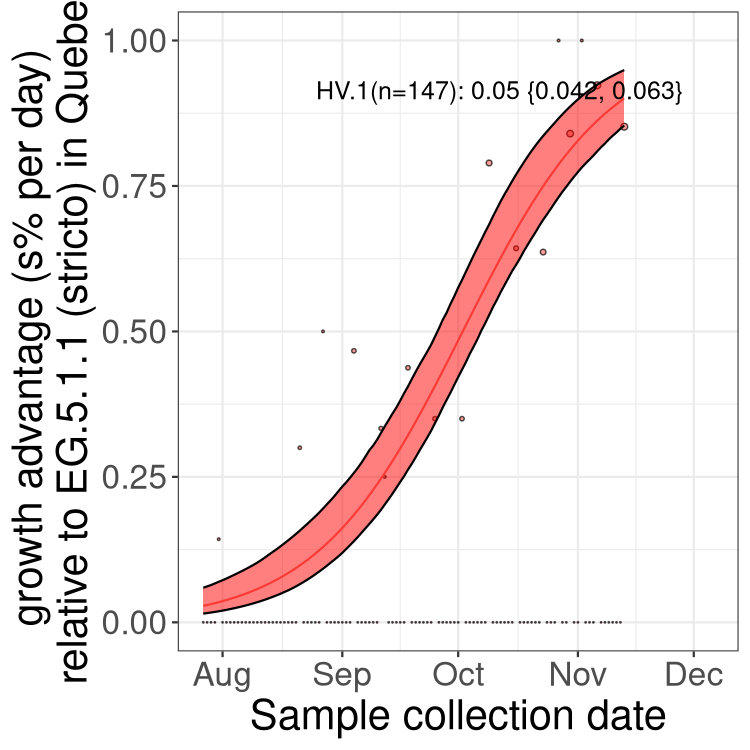 growth advantage (s% per day)
relative to EG.5.1.1 (stricto) in Quebe
1.00
0.75
0.50
0.25
0.00
HV.1(n=147): 0.05 {0.042, 0.063}
Aug Sep Oct Nov Dec
Sample collection date